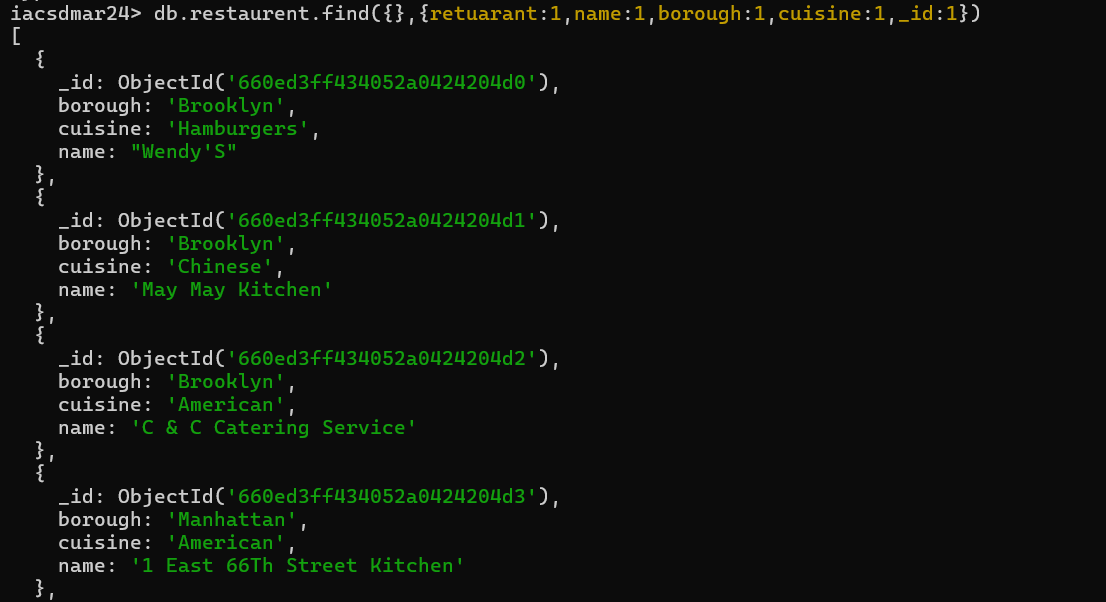 iacsdmar24> db.restaurent.find({},{retuarant:1,name:1,borough:1,cuisine:1,_id:1})
[
  {
    _id: ObjectId('660ed3ff434052a0424204d0'),
    borough: 'Brooklyn',
    cuisine: 'Hamburgers',
    name: "Wendy'S"
  },
  {
    _id: ObjectId('660ed3ff434052a0424204d1'),
    borough: 'Brooklyn',
    cuisine: 'Chinese',
    name: 'May May Kitchen'
  },
  {
    _id: ObjectId('660ed3ff434052a0424204d2'),
    borough: 'Brooklyn',
    cuisine: 'American',
    name: 'C & C Catering Service'
  },
  {
    _id: ObjectId('660ed3ff434052a0424204d3'),
    borough: 'Manhattan',
    cuisine: 'American',
    name: '1 East 66Th Street Kitchen'
  },